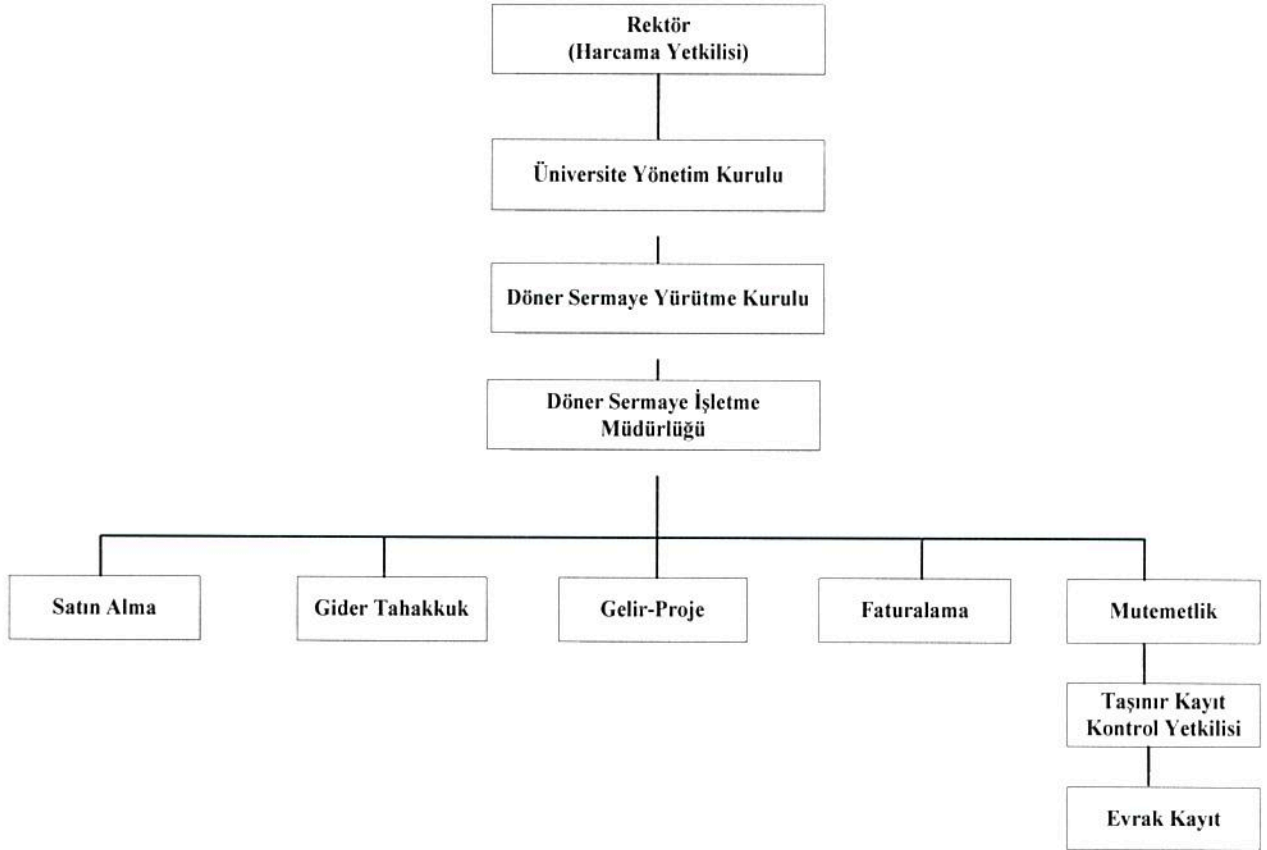 Rektör
(Harcama Yetkilisi)
Üniversite Yönetim Kurulu
Döner Sermaye Yürütme Kurulu
Döner Sermaye İşletme
Müdürlüğü
Satın Alma
Gider Tahakkuk
Gelir-Proje
Faturalama
Mutemetlik
Taşınır Kayıt
Kontrol Yetkilisi
Evrak Kayıt